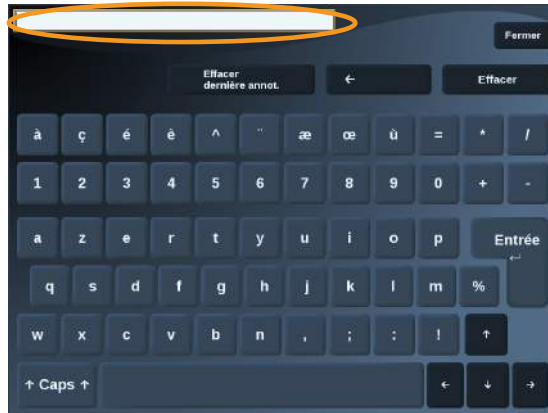 Fermer
Effacer
dernière annot.
←
Effacer
à ç é è ^ ¨ æ œ ù = * /
1 2 3 4 5 6 7 8 9 0 + -
a z e r t y u i o p Entrée ↵
q s d f g h j k l m %
w x c v b n , ; : ! ↑
↑ Caps ↑ ← ↓ →